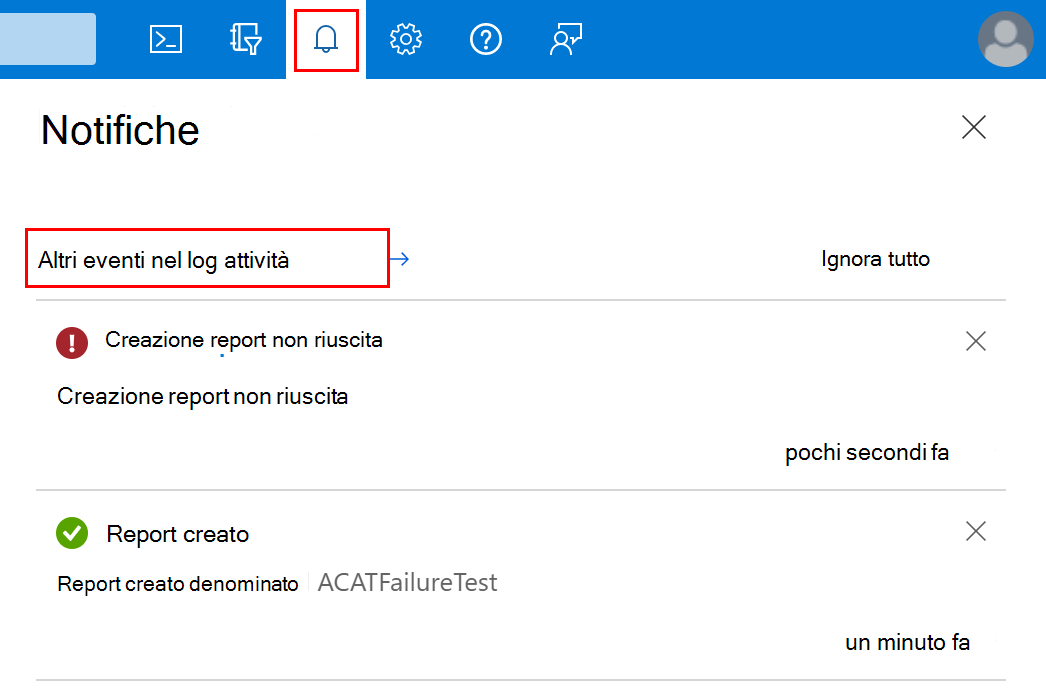 Notifiche
Altri eventi nel log attività
Ignora tutto
Creazione report non riuscita
Creazione report non riuscita
pochi secondi fa
Report creato
Report creato denominato ACATFailureTest
un minuto fa